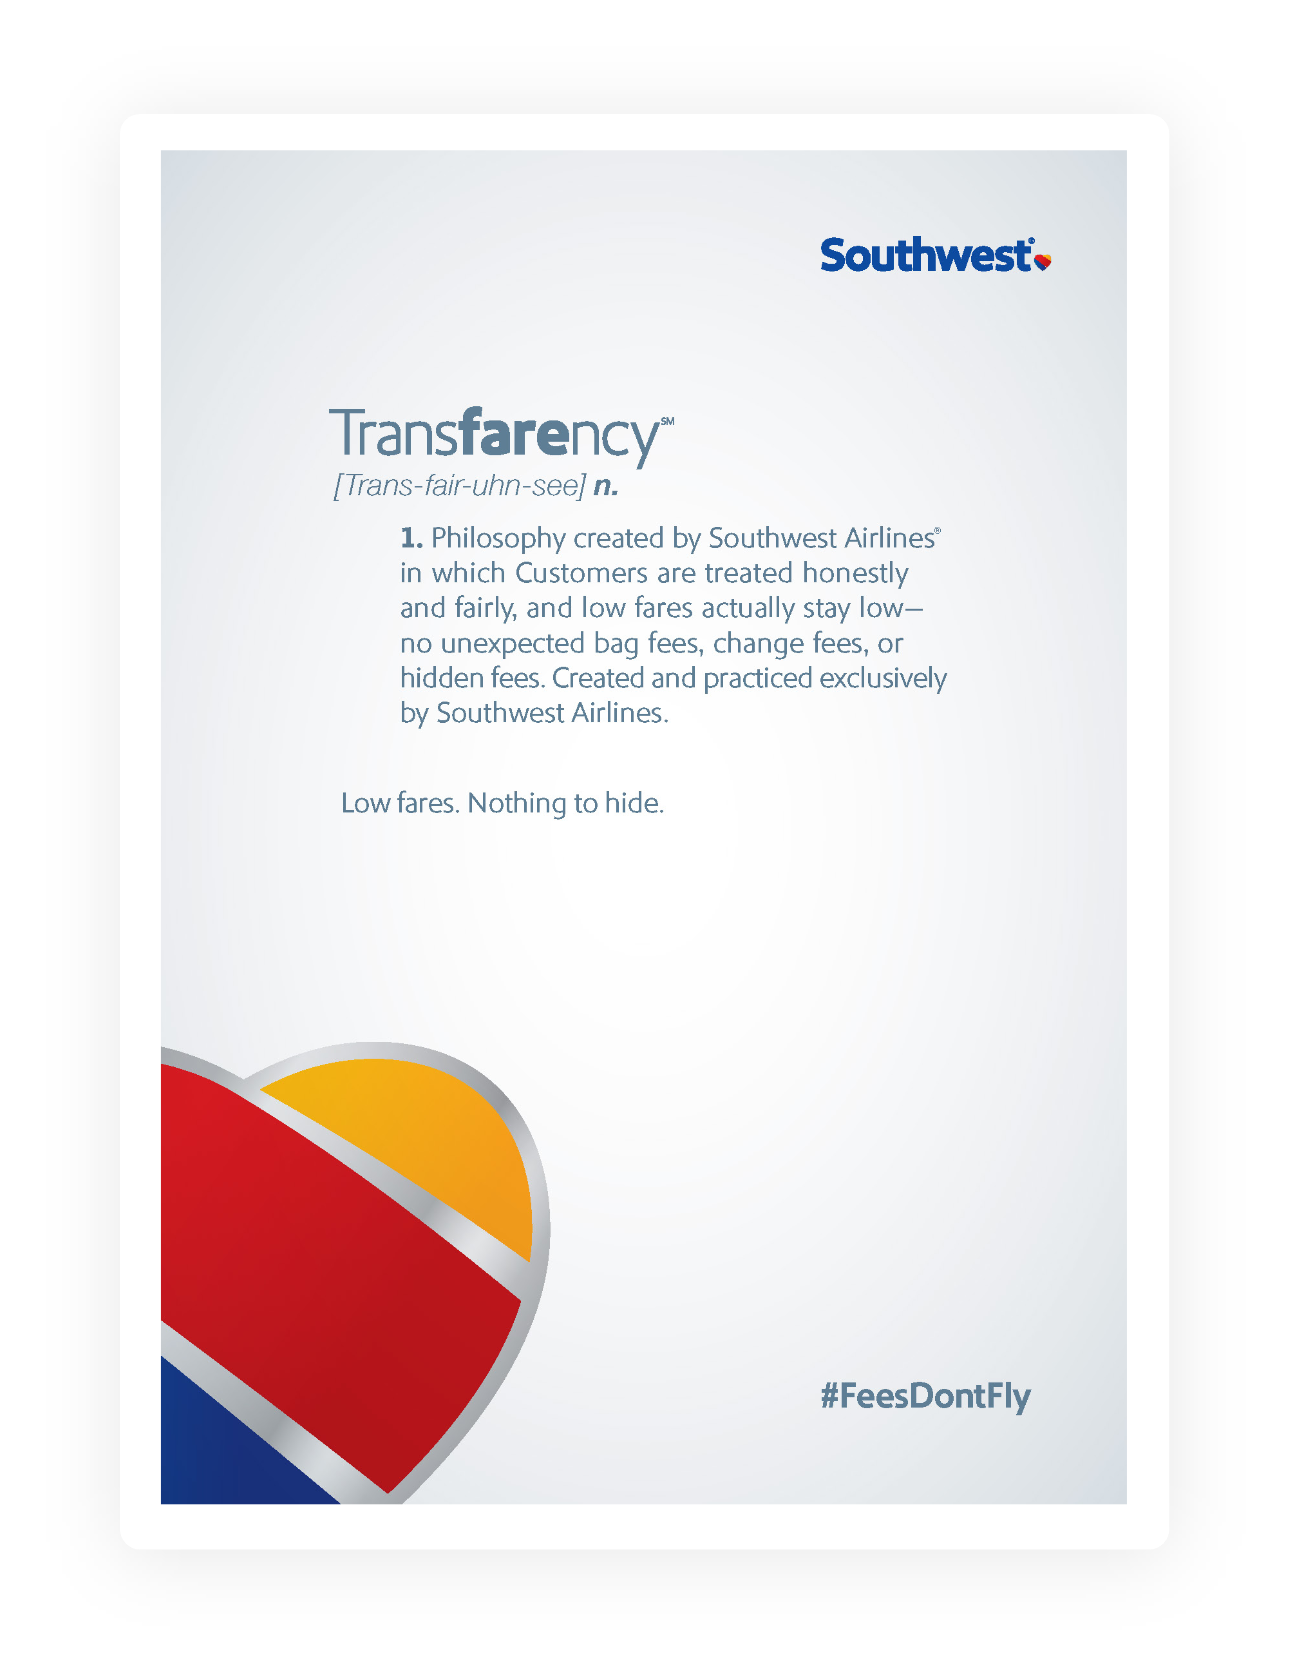 Southwest®
Transfarency℠
[Trans-fair-uhn-see] n.
1. Philosophy created by Southwest Airlines®
in which Customers are treated honestly
and fairly, and low fares actually stay low—
no unexpected bag fees, change fees, or
hidden fees. Created and practiced exclusively
by Southwest Airlines.
Low fares. Nothing to hide.
#FeesDontFly